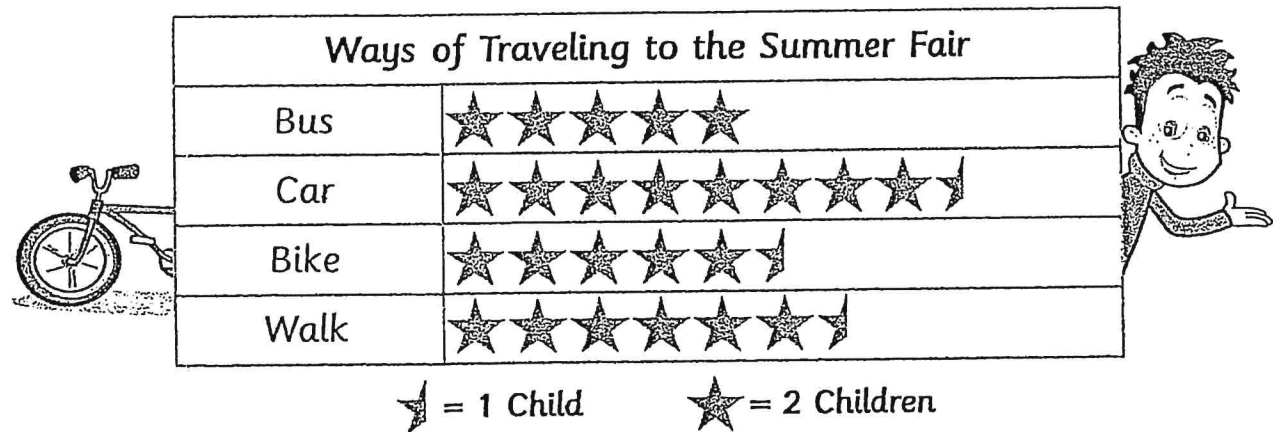 Ways of Traveling to the Summer Fair
Bus
Car
Bike
Walk
= 1 Child = 2 Children